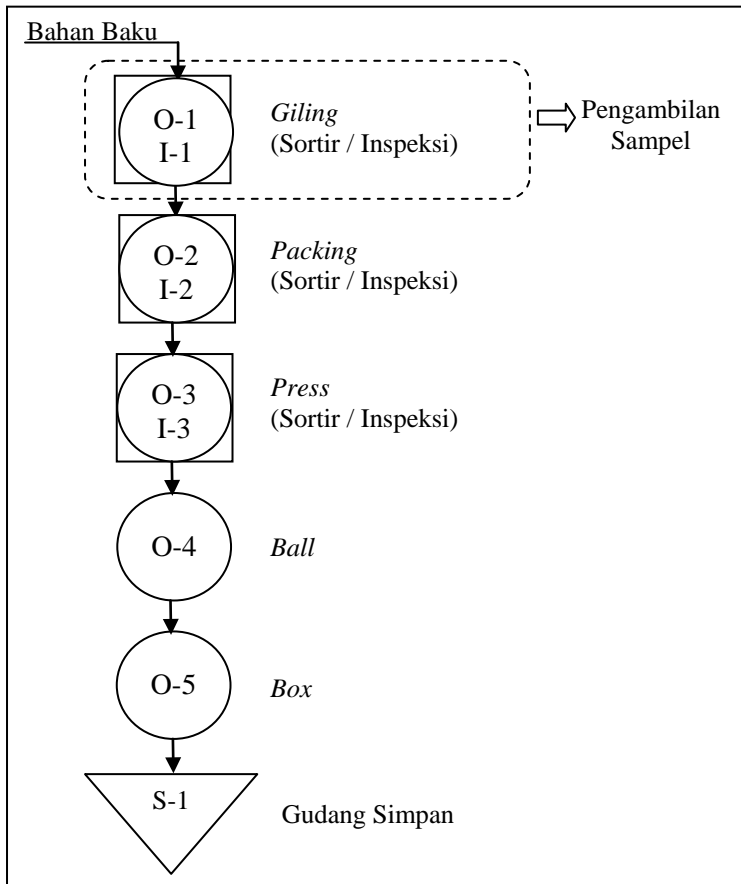 Bahan Baku
O-1
I-1
Giling
(Sortir / Inspeksi)
Pengambilan
Sampel
O-2
I-2
Packing
(Sortir / Inspeksi)
O-3
I-3
Press
(Sortir / Inspeksi)
O-4
Ball
O-5
Box
S-1
Gudang Simpan